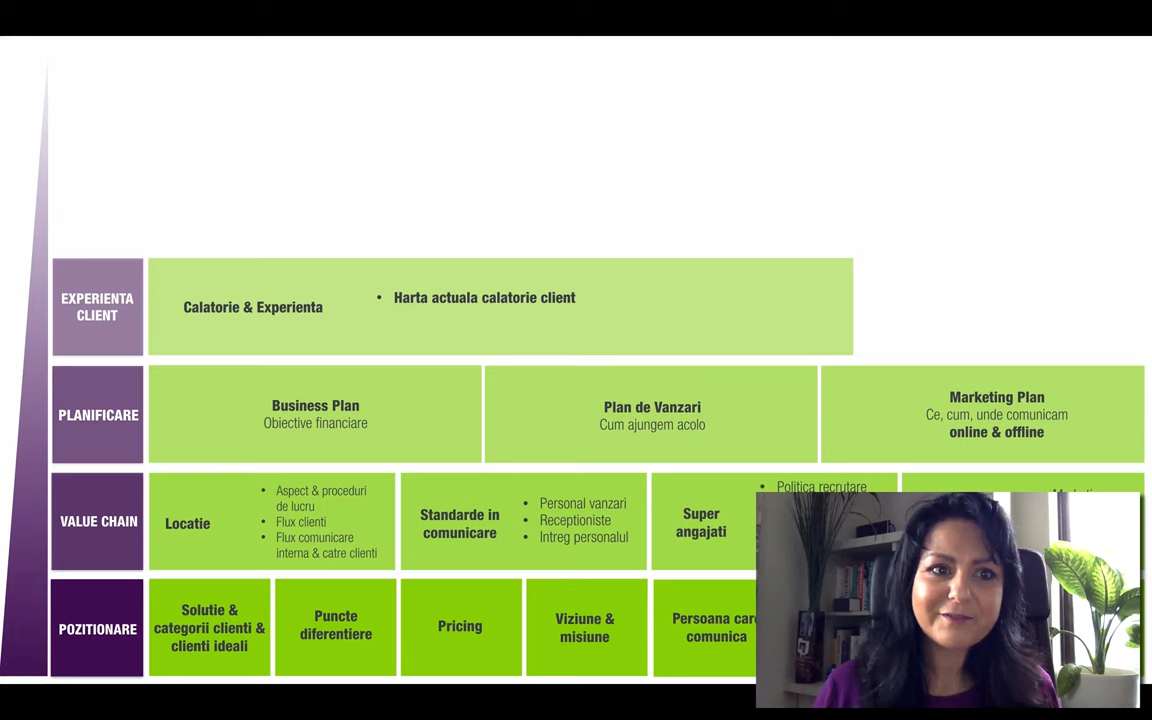 EXPERIENTA
CLIENT
Calatorie & Experienta
• Harta actuala calatorie client
PLANIFICARE
Business Plan
Obiective financiare
Plan de Vanzari
Cum ajungem acolo
Marketing Plan
Ce, cum, unde comunicam
online & offline
VALUE CHAIN
Locatie
• Aspect & proceduri
de lucru
• Flux clienti
• Flux comunicare
interna & catre clienti
Standarde in
comunicare
• Personal vanzari
• Receptioniste
• Intreg personalul
Super
angajati
• Politica recrutare
POZITIONARE
Solutie &
categorii clienti &
clienti ideali
Puncte
diferentiere
Pricing
Viziune &
misiune
Persoana care
comunica